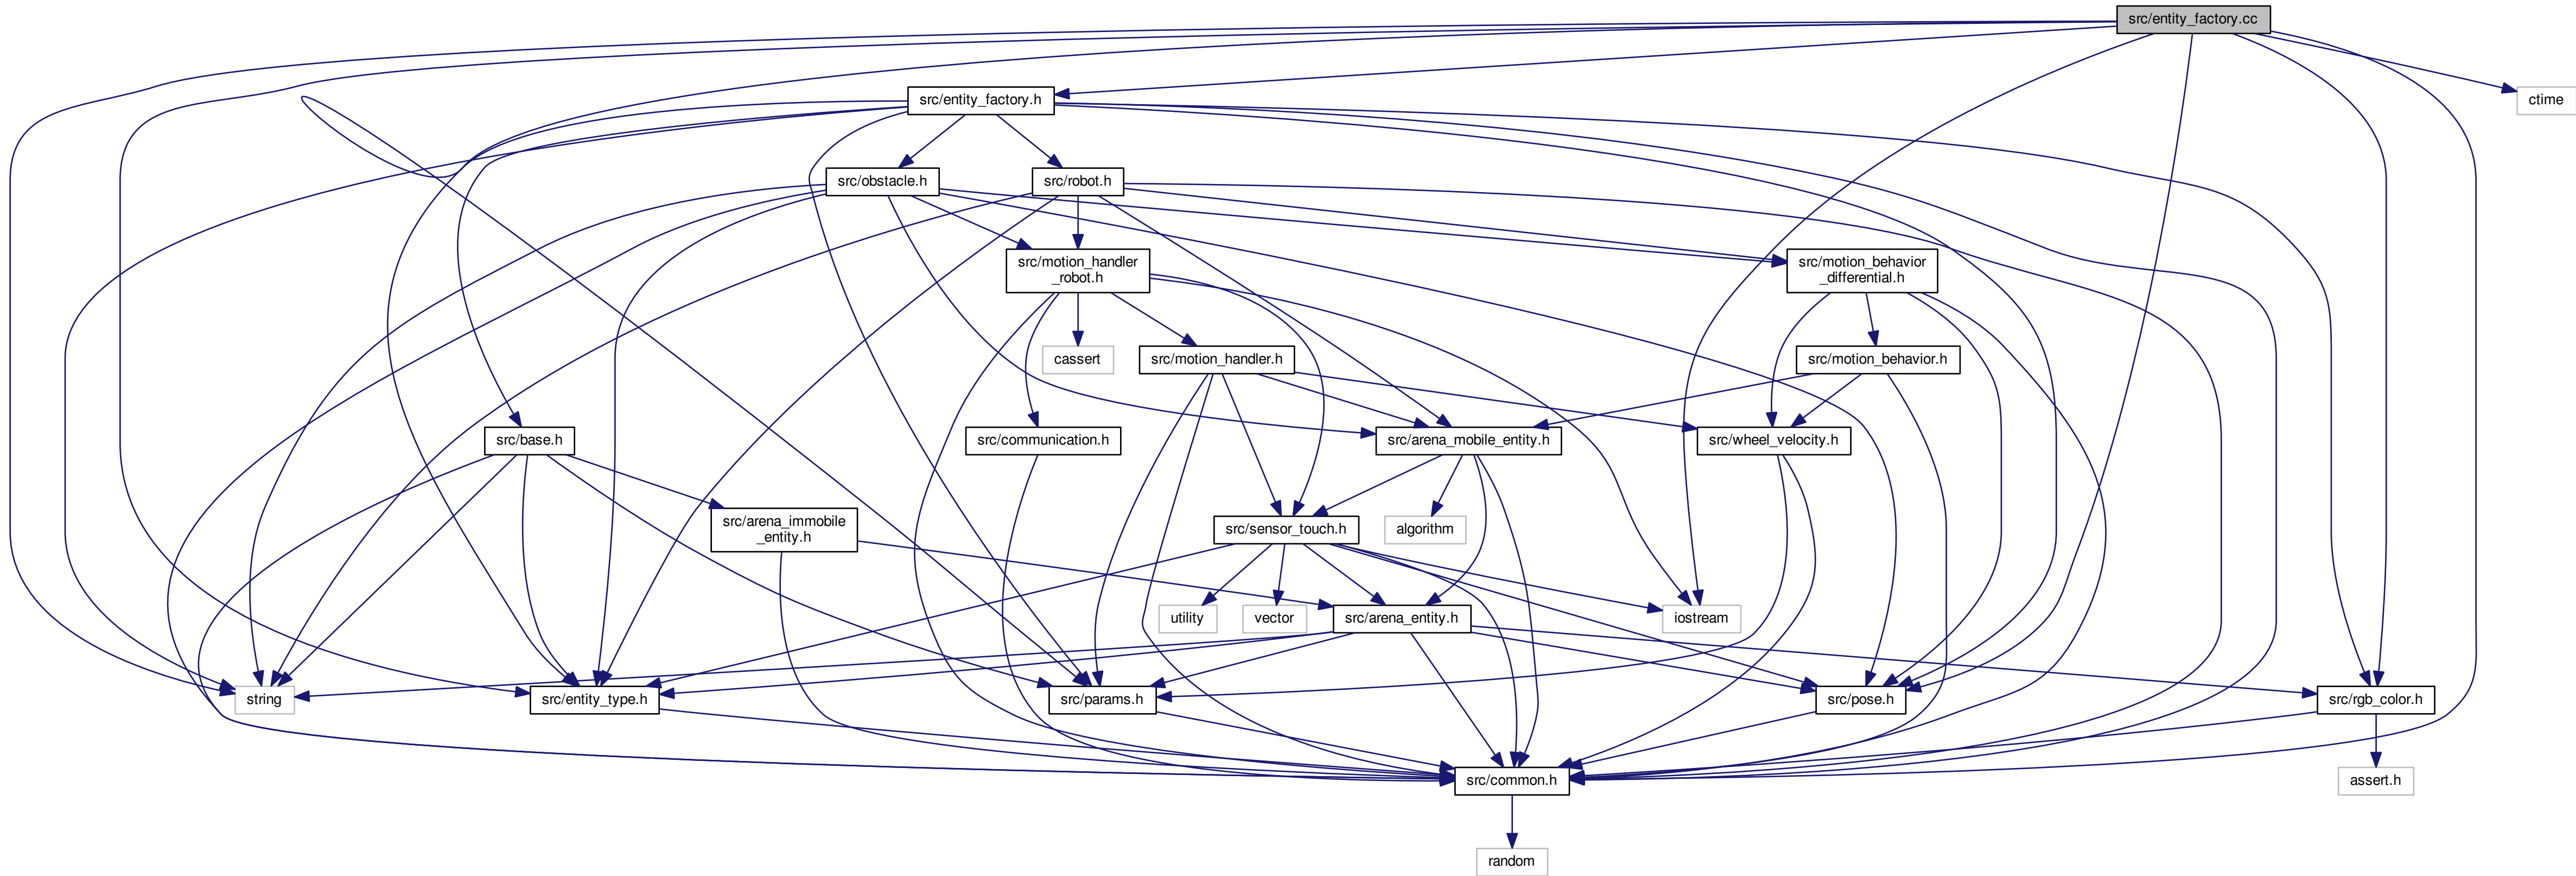 src/entity_factory.cc
src/entity_factory.h
ctime
src/obstacle.h
src/robot.h
src/motion_handler
_robot.h
src/motion_behavior
_differential.h
cassert
src/motion_handler.h
src/motion_behavior.h
src/base.h
src/communication.h
src/arena_mobile_entity.h
src/wheel_velocity.h
src/arena_immobile
_entity.h
src/sensor_touch.h
algorithm
utility
vector
src/arena_entity.h
iostream
string
src/entity_type.h
src/params.h
src/pose.h
src/rgb_color.h
src/common.h
assert.h
random